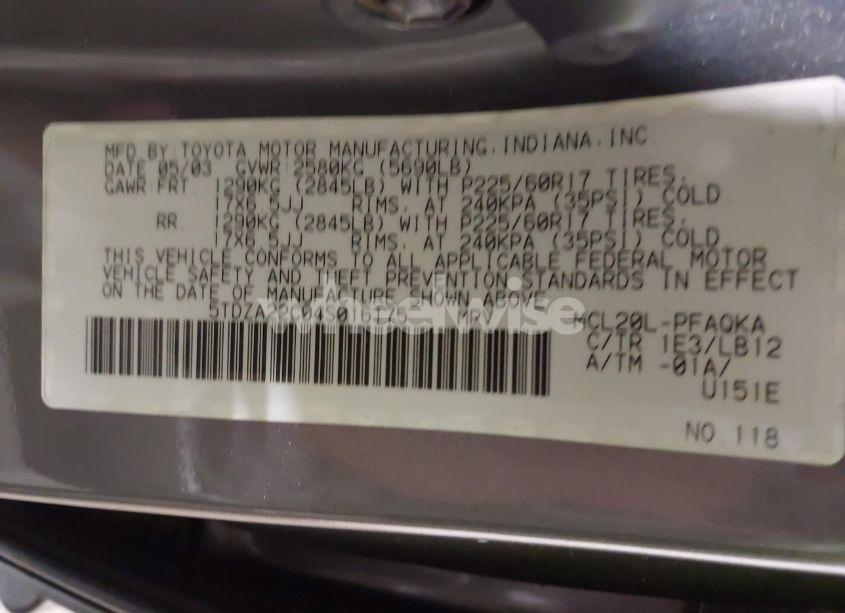 MFD. BY: TOYOTA MOTOR MANUFACTURING, INDIANA, INC
DATE 05/03 GVWR: 2580KG (5690LB)
GAWR: FRT. 1290KG (2845LB) WITH P225/60R17 TIRES.
17X6.5JJ RIMS. AT 240KPA (35PSI) COLD
RR. 1290KG (2845LB) WITH P225/60R17 TIRES.
17X6.5JJ RIMS. AT 240KPA (35PSI) COLD
THIS VEHICLE CONFORMS TO ALL APPLICABLE FEDERAL MOTOR
VEHICLE SAFETY AND THEFT PREVENTION STANDARDS IN EFFECT
ON THE DATE OF MANUFACTURE SHOWN ABOVE.
MPV MCL20L-PFAQKA
wheelwise
C/TR 1E3/LB12
A/TM -01A/
U151E
NO. 118